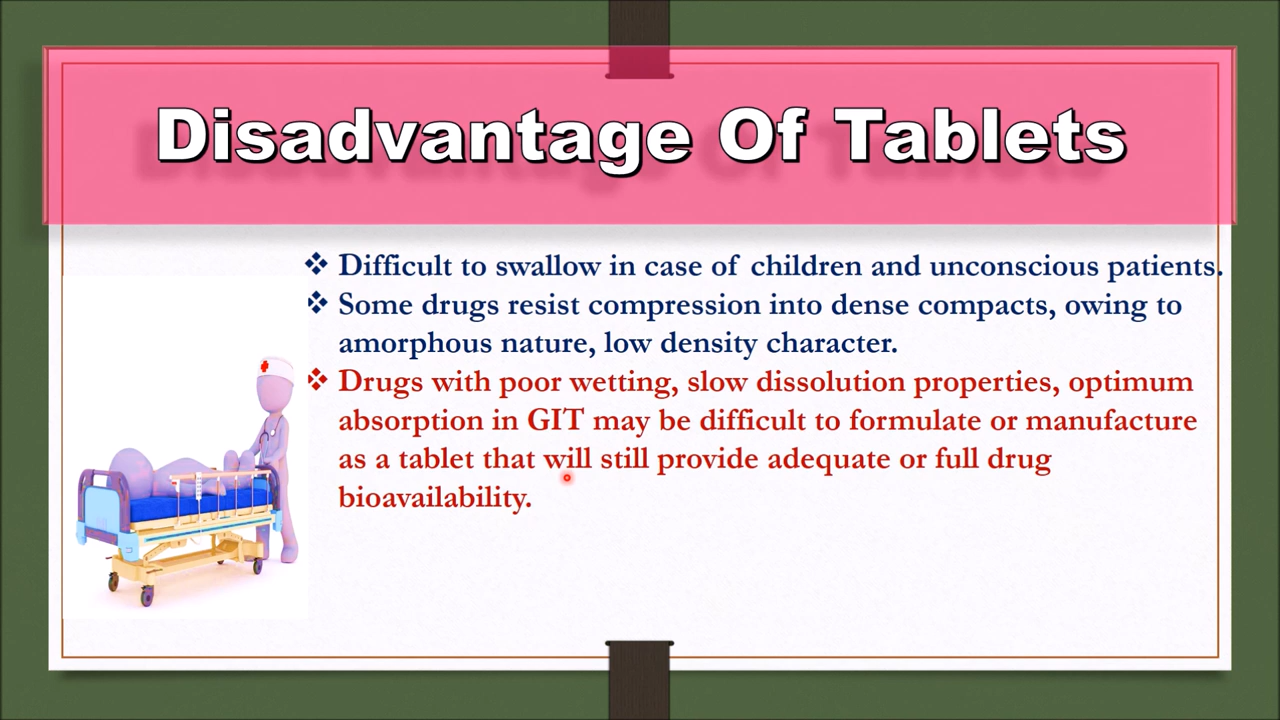 Disadvantage Of Tablets
❖ Difficult to swallow in case of children and unconscious patients.
❖ Some drugs resist compression into dense compacts, owing to
amorphous nature, low density character.
❖ Drugs with poor wetting, slow dissolution properties, optimum
absorption in GIT may be difficult to formulate or manufacture
as a tablet that will still provide adequate or full drug
bioavailability.